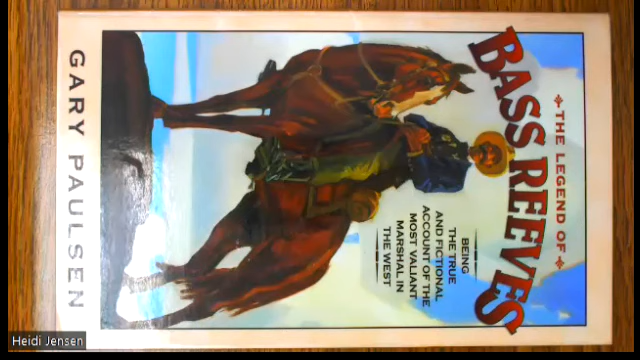 THE LEGEND OF
BASS REEVES
BEING
THE TRUE
AND FICTIONAL
ACCOUNT OF THE
MOST VALIANT
MARSHAL IN
THE WEST
GARY PAULSEN
Heidi Jensen